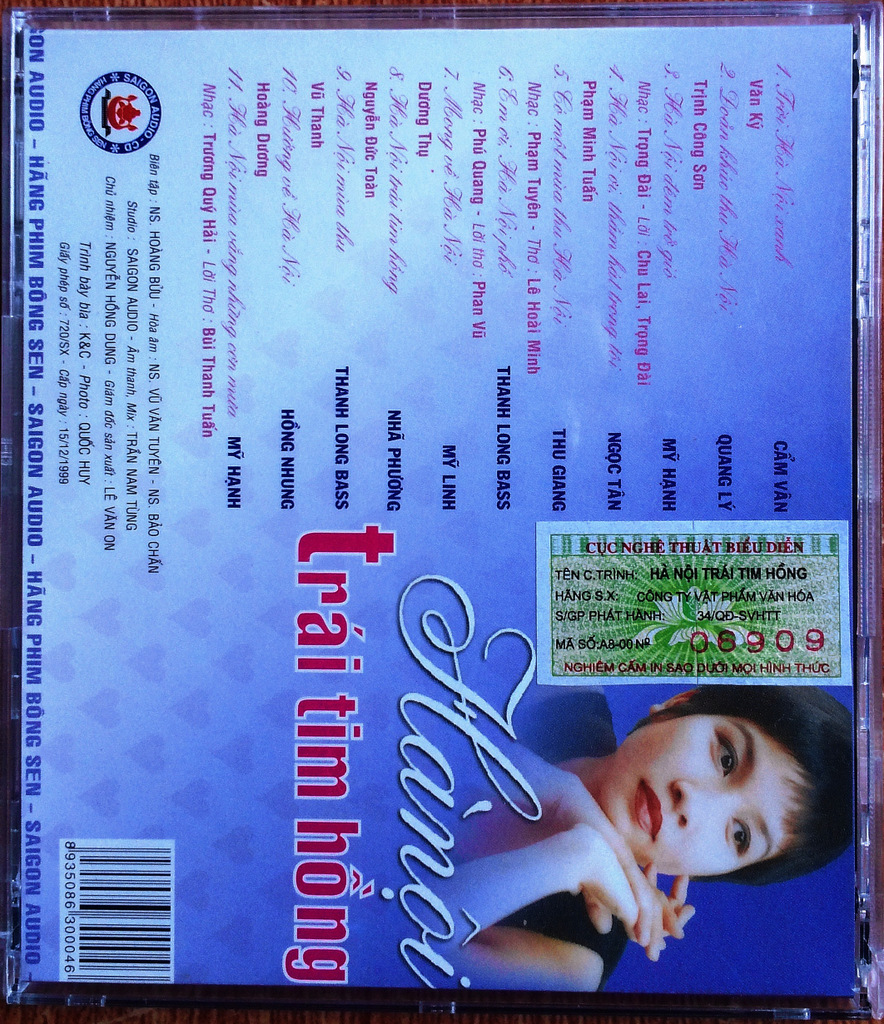 1. Trời Hà Nội xanh
Văn Ký
CẨM VÂN
2. Đoản khúc thu Hà Nội
Trịnh Công Sơn
QUANG LÝ
3. Hà Nội đêm trở gió
Nhạc : Trọng Đài - Lời : Chu Lai, Trọng Đài
MỸ HẠNH
4. Hà Nội ơi, thầm hát trong tôi
Phạm Minh Tuấn
NGỌC TÂN
5. Có một mùa thu Hà Nội
Nhạc : Phạm Tuyên - Thơ : Lê Hoài Minh
THU GIANG
6. Em ơi, Hà Nội phố
Nhạc : Phú Quang - Lời thơ : Phan Vũ
THANH LONG BASS
7. Mong về Hà Nội
Dương Thụ
MỸ LINH
8. Hà Nội trái tim hồng
Nguyễn Đức Toàn
NHÃ PHƯƠNG
9. Hà Nội mùa thu
Vũ Thanh
THANH LONG BASS
10. Hướng về Hà Nội
Hoàng Dương
HỒNG NHUNG
11. Hà Nội mùa vắng những cơn mưa
Nhạc : Trương Quý Hải - Lời Thơ : Bùi Thanh Tuấn
MỸ HẠNH
Biên tập : NS. HOÀNG BỬU - Hòa âm : NS. VŨ VĂN TUYÊN - NS. BẢO CHẤN
Studio : SAIGON AUDIO - Âm thanh, Mix : TRẦN NAM TÙNG
Chủ nhiệm : NGUYỄN HỒNG DUNG - Giám đốc sản xuất : LÊ VĂN ON
Trình bày bìa : K&C - Photo : QUỐC HUY
Giấy phép số : 720/SX - Cấp ngày : 15/12/1999
SAIGON AUDIO - CD
HÃNG PHIM BÔNG SEN
CỤC NGHỆ THUẬT BIỂU DIỄN
TÊN C.TRÌNH: HÀ NỘI TRÁI TIM HỒNG
HÃNG S.X: CÔNG TY VẬT PHẨM VĂN HÓA
S/GP PHÁT HÀNH: 34/QĐ-SVHTT
MÃ SỐ:A8-00 Nº 06909
NGHIÊM CẤM IN SAO DƯỚI MỌI HÌNH THỨC
Hà nội
trái tim hồng
8935086300046
GON AUDIO – HÃNG PHIM BÔNG SEN – SAIGON AUDIO – HÃNG PHIM BÔNG SEN – SAIGON AUDIO –